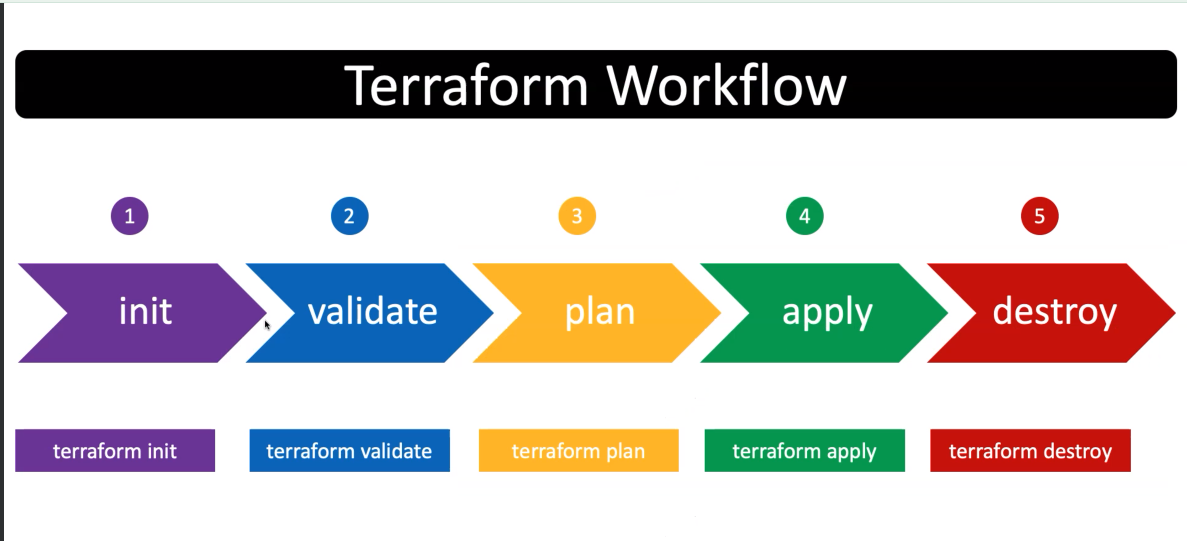 Terraform Workflow
1 2 3 4 5
init validate plan apply destroy
terraform init terraform validate terraform plan terraform apply terraform destroy